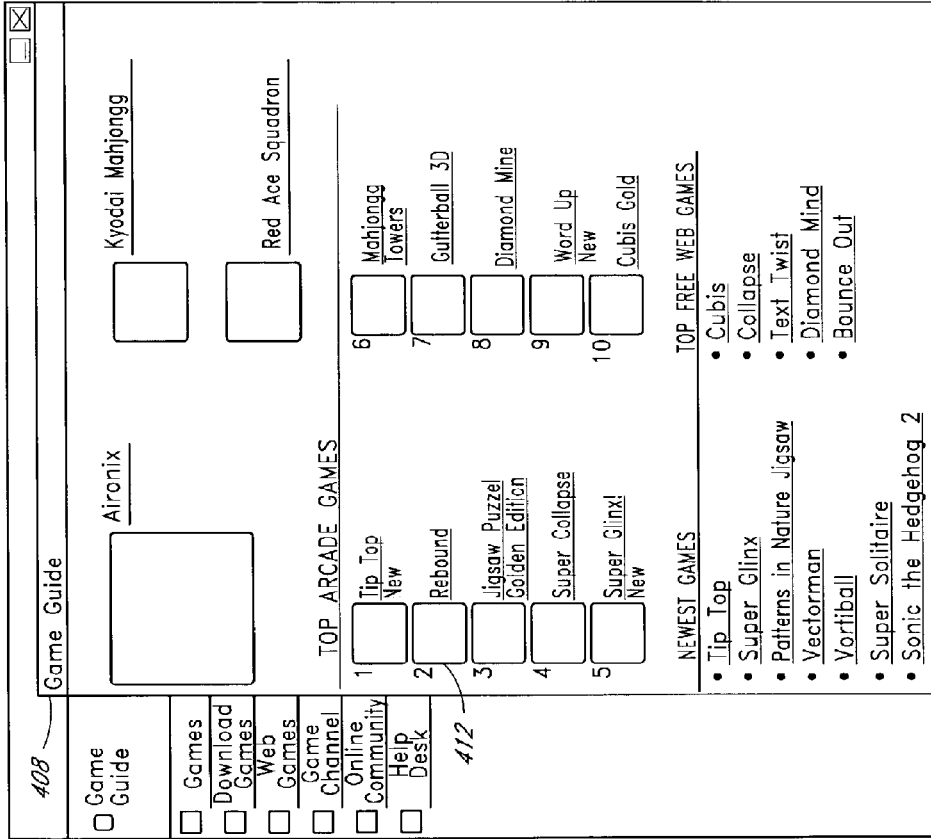 408
Game Guide
Game
Guide
Games
Download
Games
Web
Games
Game
Channel
Online
Community
Help
Desk
Aironix
Kyodai Mahjongg
Red Ace Squadron
TOP ARCADE GAMES
1
Tip Top
New
2
Rebound
412
3
Jigsaw Puzzel
Golden Edition
4
Super Collapse
5
Super Glinx!
New
6
Mahjongg
Towers
7
Gutterball 3D
8
Diamond Mine
9
Word Up
New
10
Cubis Gold
NEWEST GAMES
• Tip Top
• Super Glinx
• Patterns in Nature Jigsaw
• Vectorman
• Vortiball
• Super Solitaire
• Sonic the Hedgehog 2
TOP FREE WEB GAMES
• Cubis
• Collapse
• Text Twist
• Diamond Mind
• Bounce Out